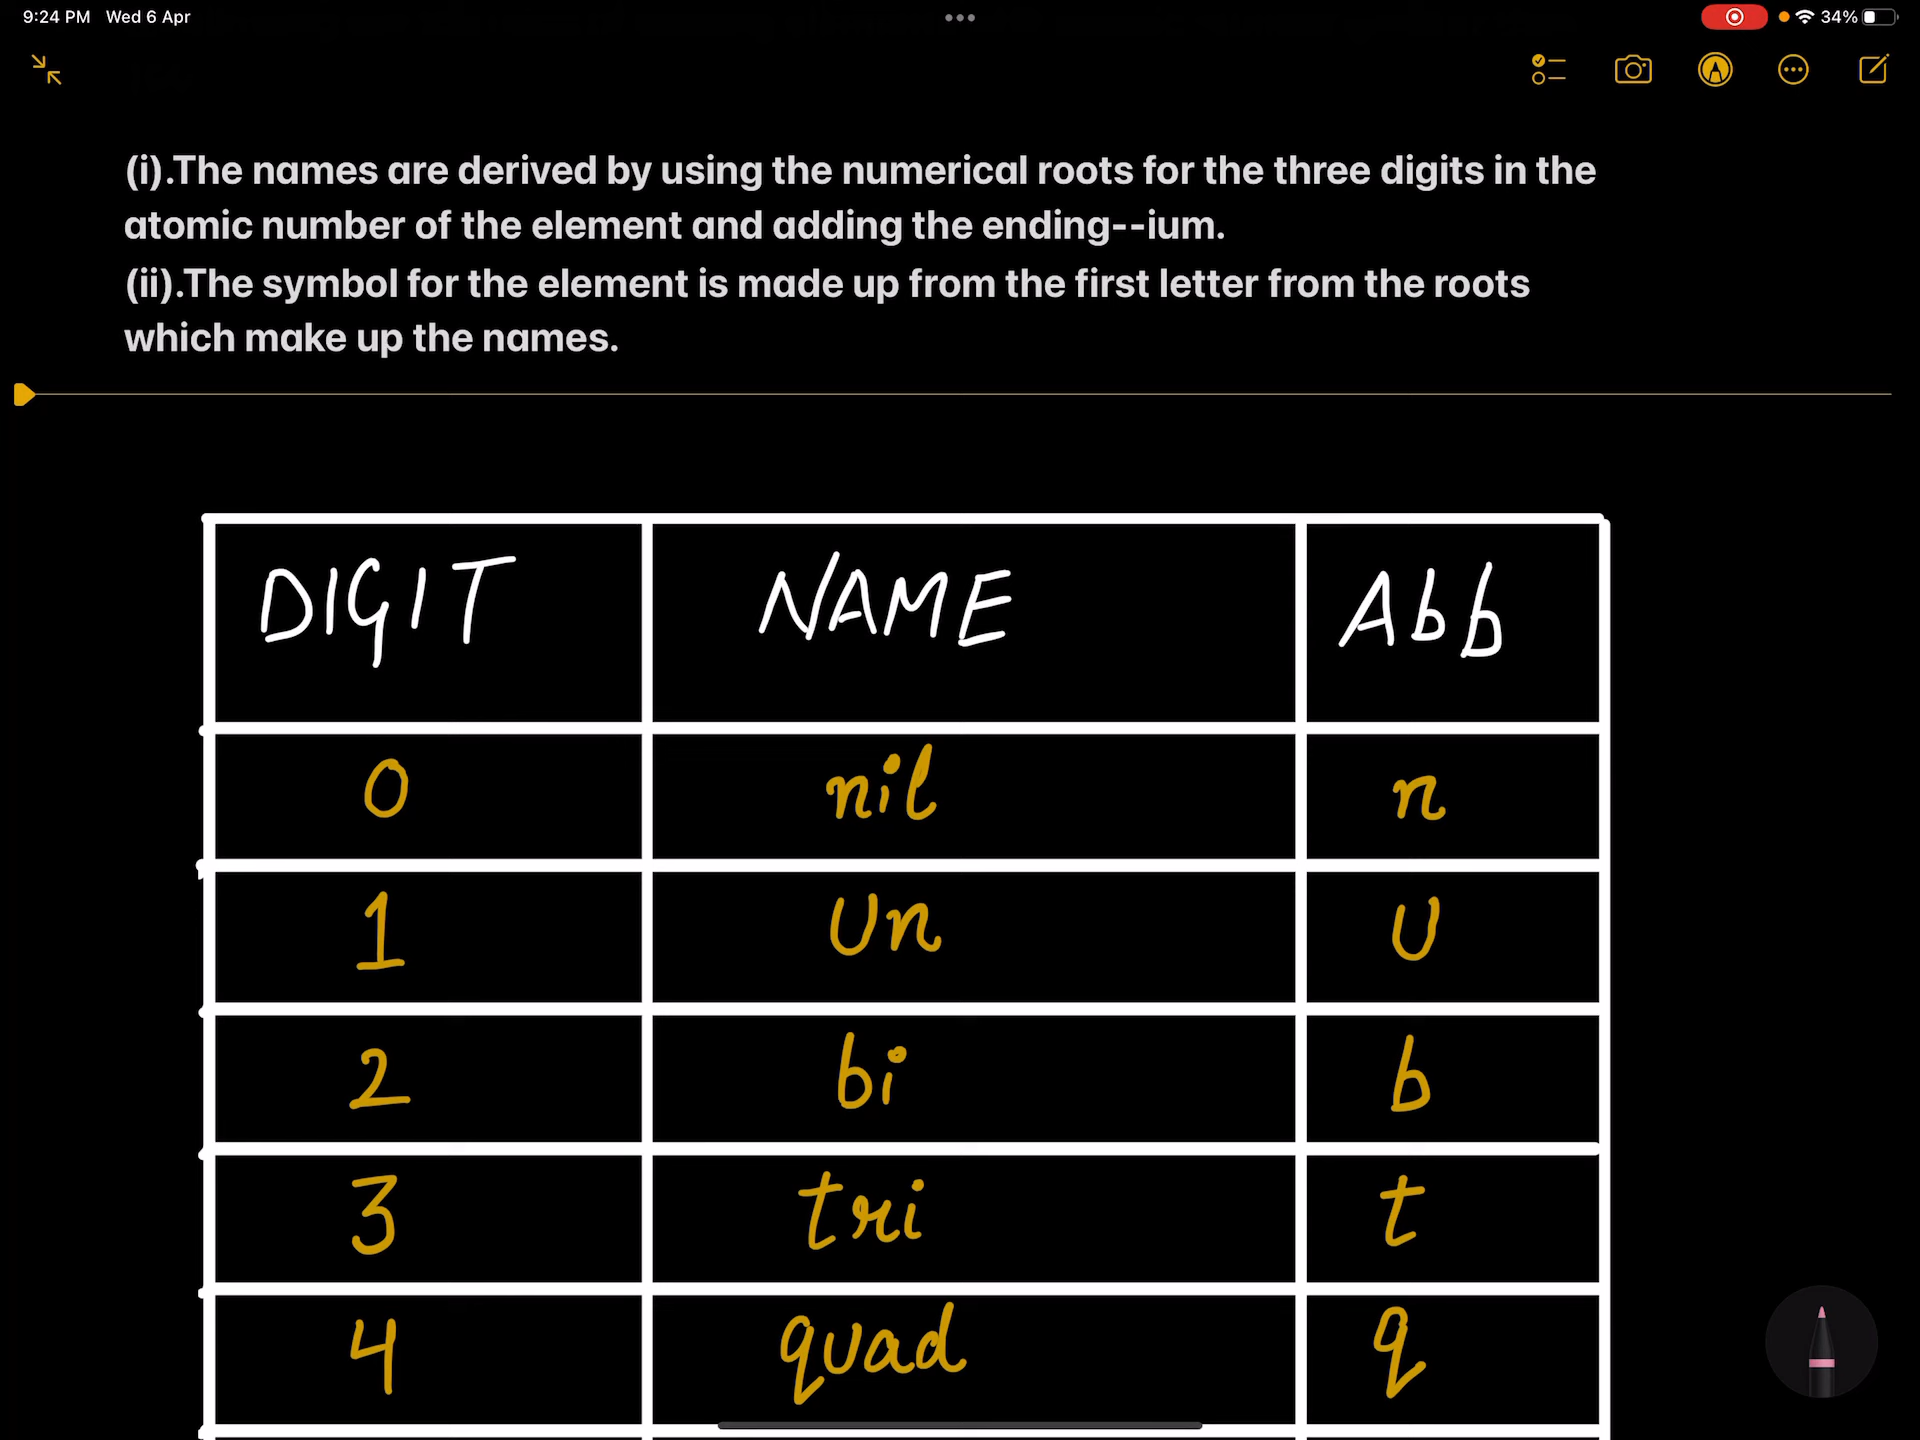 9:24 PM Wed 6 Apr
34%
(i).The names are derived by using the numerical roots for the three digits in the
atomic number of the element and adding the ending--ium.
(ii).The symbol for the element is made up from the first letter from the roots
which make up the names.
DIGIT NAME Abb
0 nil n
1 Un U
2 bi b
3 tri t
4 quad q